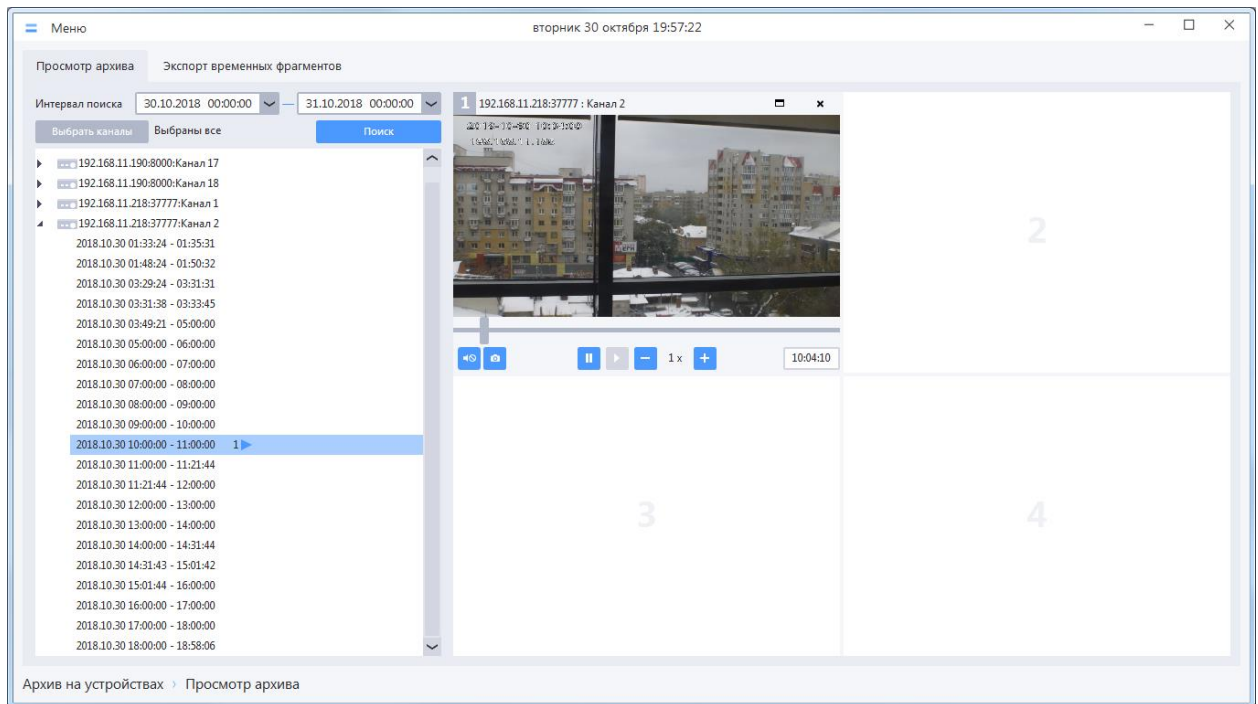 Меню
вторник 30 октября 19:57:22
Просмотр архива Экспорт временных фрагментов
Интервал поиска 30.10.2018 00:00:00 — 31.10.2018 00:00:00
Выбрать каналы Выбраны все Поиск
192.168.11.190:8000:Канал 17
192.168.11.190:8000:Канал 18
192.168.11.218:37777:Канал 1
192.168.11.218:37777:Канал 2
2018.10.30 01:33:24 - 01:35:31
2018.10.30 01:48:24 - 01:50:32
2018.10.30 03:29:24 - 03:31:31
2018.10.30 03:31:38 - 03:33:45
2018.10.30 03:49:21 - 05:00:00
2018.10.30 05:00:00 - 06:00:00
2018.10.30 06:00:00 - 07:00:00
2018.10.30 07:00:00 - 08:00:00
2018.10.30 08:00:00 - 09:00:00
2018.10.30 09:00:00 - 10:00:00
2018.10.30 10:00:00 - 11:00:00 1
2018.10.30 11:00:00 - 11:21:44
2018.10.30 11:21:44 - 12:00:00
2018.10.30 12:00:00 - 13:00:00
2018.10.30 13:00:00 - 14:00:00
2018.10.30 14:00:00 - 14:31:44
2018.10.30 14:31:43 - 15:01:42
2018.10.30 15:01:44 - 16:00:00
2018.10.30 16:00:00 - 17:00:00
2018.10.30 17:00:00 - 18:00:00
2018.10.30 18:00:00 - 18:58:06
1 192.168.11.218:37777 : Канал 2
1 x
10:04:10
2
3
4
Архив на устройствах › Просмотр архива